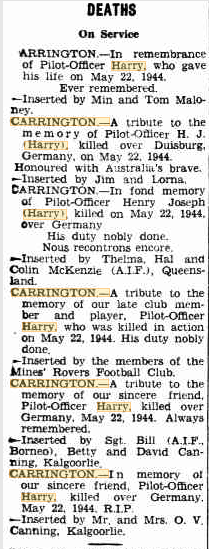 DEATHS
On Service
ARRINGTON.—In remembrance
of Pilot-Officer Harry, who gave
his life on May 22, 1944.
Ever remembered.
—Inserted by Min and Tom Malo-
ney.
CARRINGTON.—A tribute to the
memory of Pilot-Officer H. J.
(Harry), killed over Duisburg,
Germany, on May 22, 1944.
Honoured with Australia's brave.
—Inserted by Jim and Lorna.
CARRINGTON.—In fond memory
of Pilot-Officer Henry Joseph
(Harry), killed on May 22, 1944.
over Germany
His duty nobly done.
Nous recontrons encore.
—Inserted by Thelma, Hal and
Colin McKenzie (A.I.F.), Queens-
land.
CARRINGTON.—A tribute to the
memory of our late club mem-
ber and player, Pilot-Officer
Harry, who was killed in action
on May 22, 1944. His duty nobly
done.
—Inserted by the members of the
Mines' Rovers Football Club.
CARRINGTON.—A tribute to the
memory of our sincere friend,
Pilot-Officer Harry, killed over
Germany, May 22, 1944. Always
remembered.
—Inserted by Sgt. Bill (A.I.F.,
Borneo), Betty and David Can-
ning, Kalgoorlie.
CARRINGTON.—In memory of
our sincere friend, Pilot-Officer
Harry, killed over Germany.
May 22, 1944. R.I.P.
—Inserted by Mr. and Mrs. O. V.
Canning, Kalgoorlie.